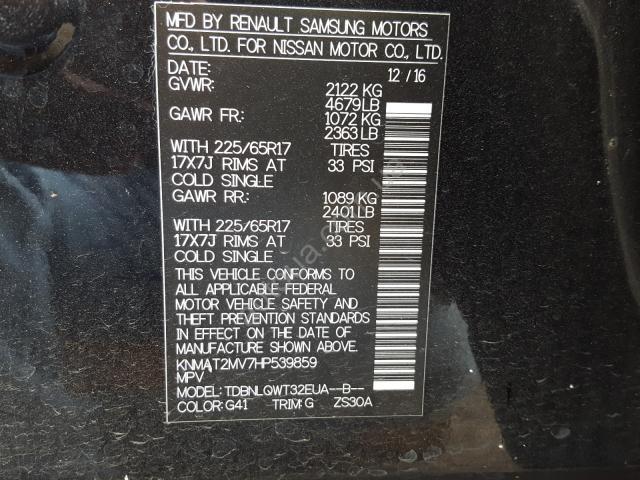 MFD BY RENAULT SAMSUNG MOTORS
CO., LTD. FOR NISSAN MOTOR CO., LTD.
DATE: 12 / 16
GVWR: 2122 KG
4679 LB
GAWR FR: 1072 KG
2363 LB
WITH 225/65R17 TIRES
17X7J RIMS AT 33 PSI
COLD SINGLE
GAWR RR: 1089 KG
2401 LB
WITH 225/65R17 TIRES
17X7J RIMS AT 33 PSI
COLD SINGLE
THIS VEHICLE CONFORMS TO
ALL APPLICABLE FEDERAL
MOTOR VEHICLE SAFETY AND
THEFT PREVENTION STANDARDS
IN EFFECT ON THE DATE OF
MANUFACTURE SHOWN ABOVE.
KNMAT2MV7HP539859
MPV
MODEL: TDBNLQWT32EUA--B--
COLOR: G41 TRIM: G ZS30A